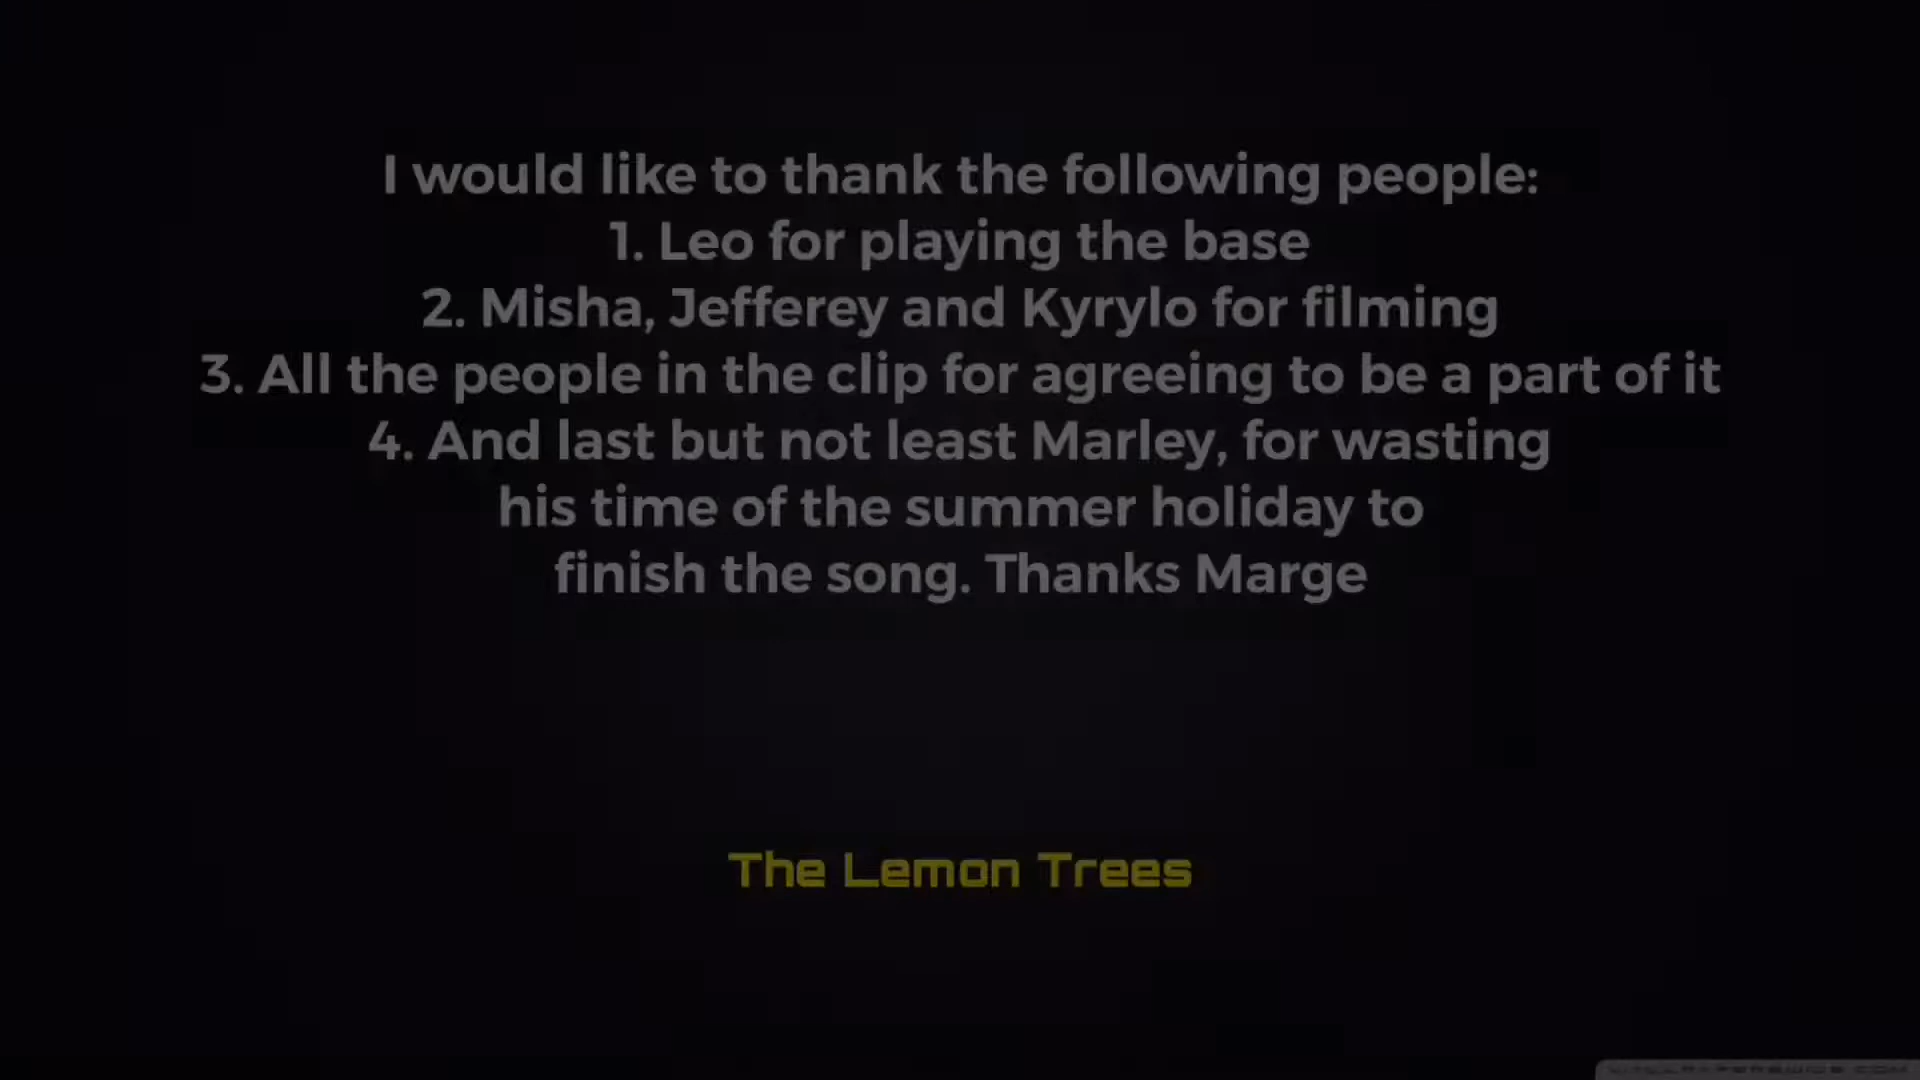 I would like to thank the following people:
1. Leo for playing the base
2. Misha, Jefferey and Kyrylo for filming
3. All the people in the clip for agreeing to be a part of it
4. And last but not least Marley, for wasting
his time of the summer holiday to
finish the song. Thanks Marge
The Lemon Trees